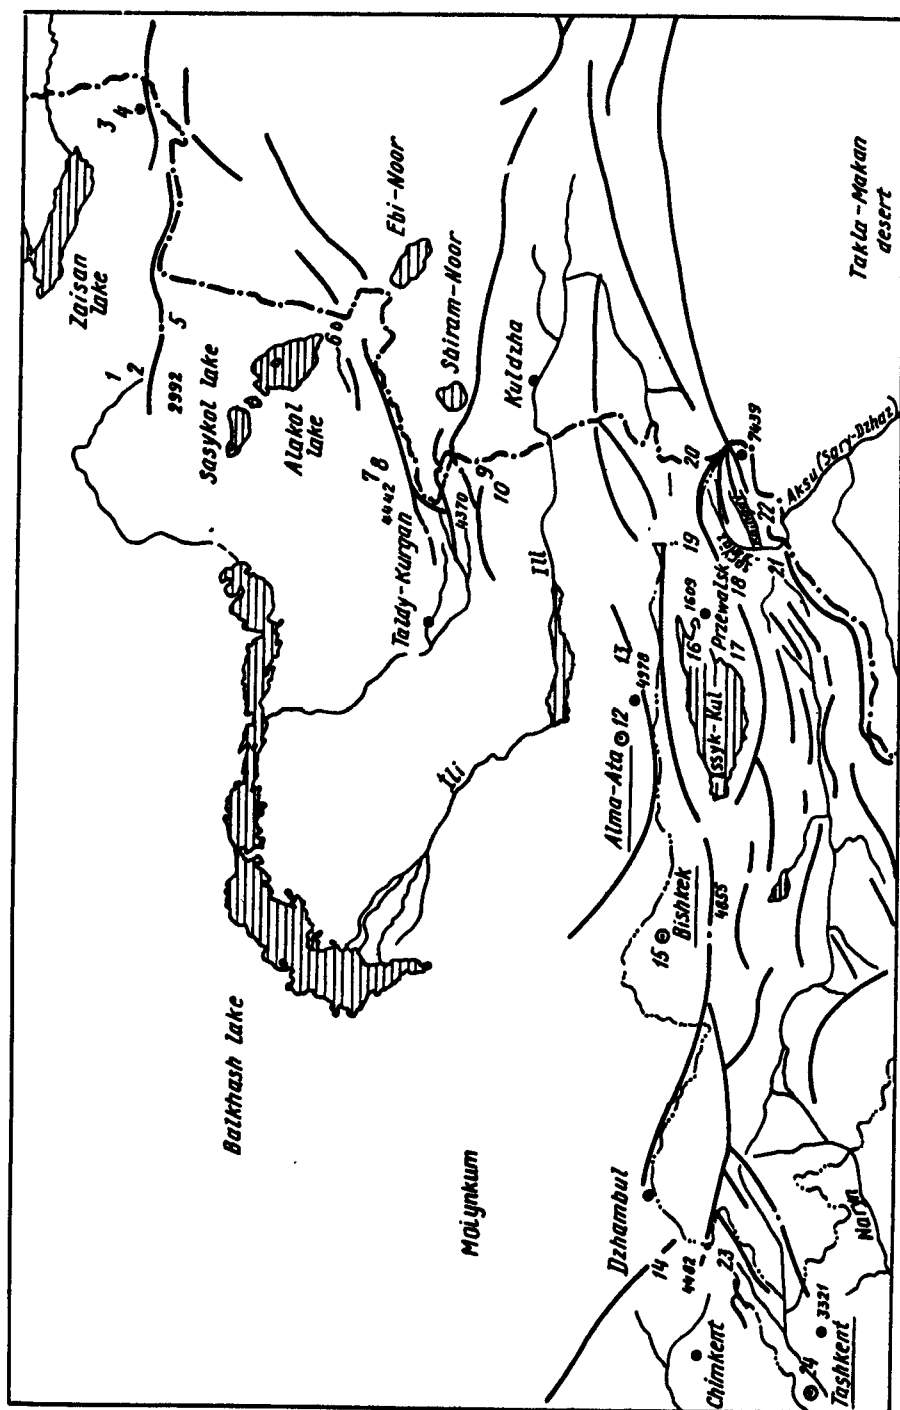 3
4
Zaisan
lake
1
2
5
2992
Sasykol lake
Alakol
lake
6
Ebi-Noor
Shiram-Noor
7
8
4442
4370
9
10
Taldy-Kurgan
Kuldzha
Ili
Ili
Balkhash lake
Moiynkum
Takla-Makan
desert
20
7439
Aksu (Sary-Dzhaz)
22
21
19
18
Przewalsk
1609
16
17
Issyk-Kul
13
4978
12
Alma-Ata
15
Bishkek
4855
Dzhambul
14
4482
23
Naryn
Chimkent
3321
24
Tashkent